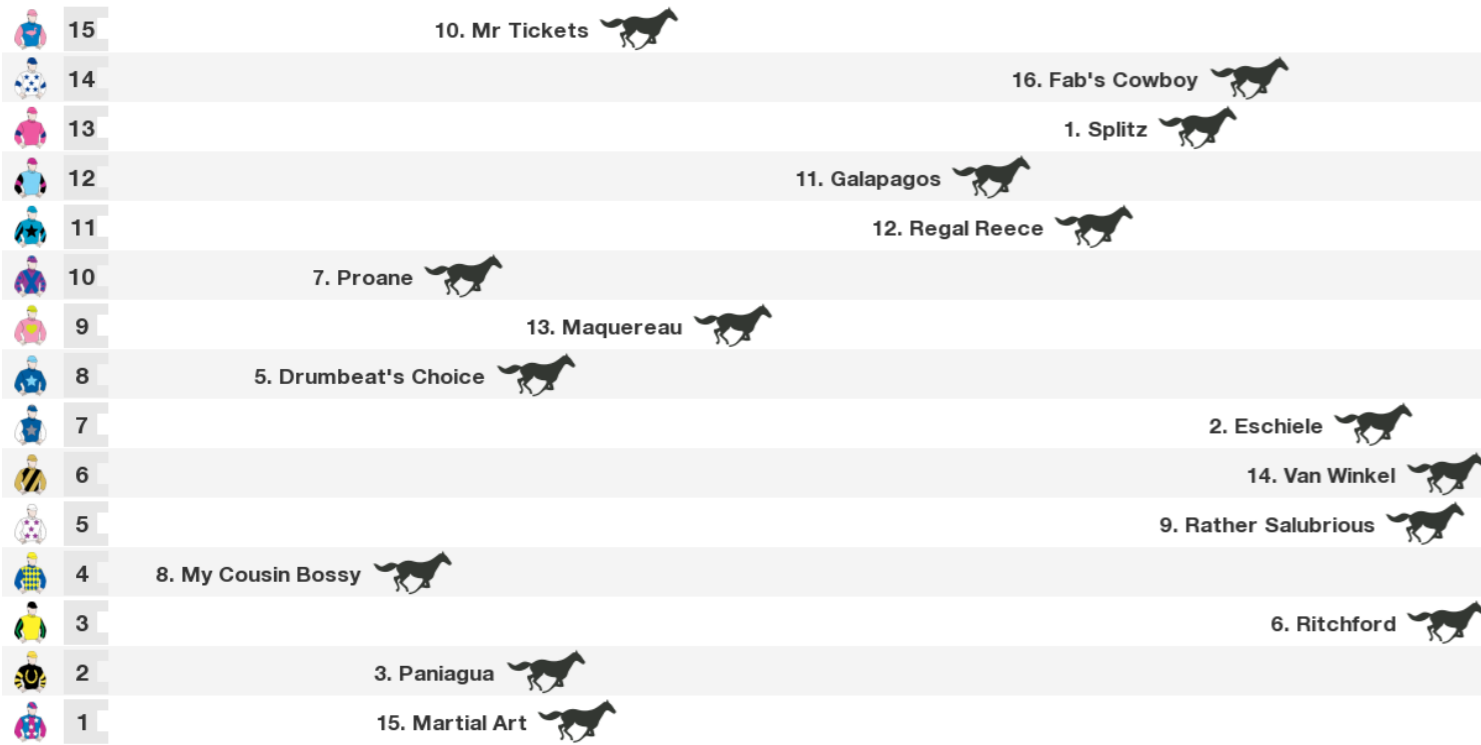 15 10. Mr Tickets
14 16. Fab's Cowboy
13 1. Splitz
12 11. Galapagos
11 12. Regal Reece
10 7. Proane
9 13. Maquereau
8 5. Drumbeat's Choice
7 2. Eschiele
6 14. Van Winkel
5 9. Rather Salubrious
4 8. My Cousin Bossy
3 6. Ritchford
2 3. Paniagua
1 15. Martial Art